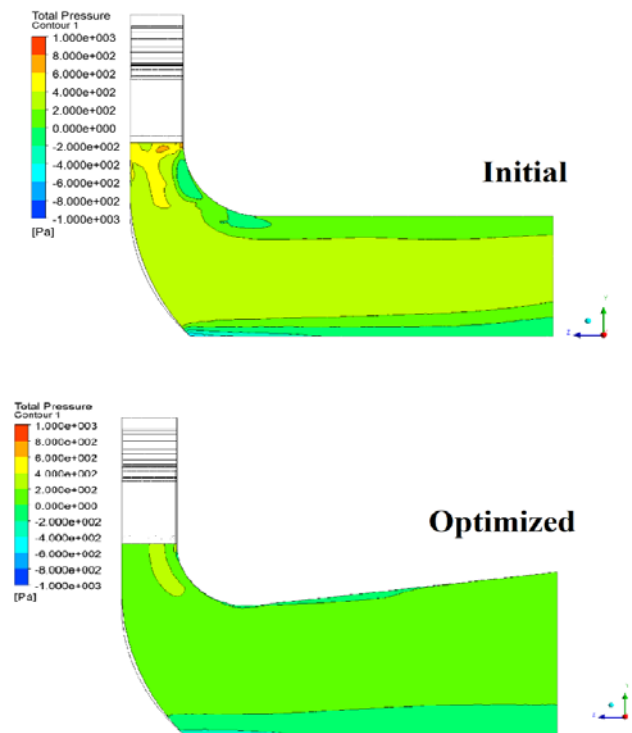 Total Pressure
Contour 1
1.000e+003
8.000e+002
6.000e+002
4.000e+002
2.000e+002
0.000e+000
-2.000e+002
-4.000e+002
-6.000e+002
-8.000e+002
-1.000e+003
[Pa]
Initial
Y
Z
Total Pressure
Contour 1
1.000e+003
8.000e+002
6.000e+002
4.000e+002
2.000e+002
0.000e+000
-2.000e+002
-4.000e+002
-6.000e+002
-8.000e+002
-1.000e+003
[Pa]
Optimized
Z